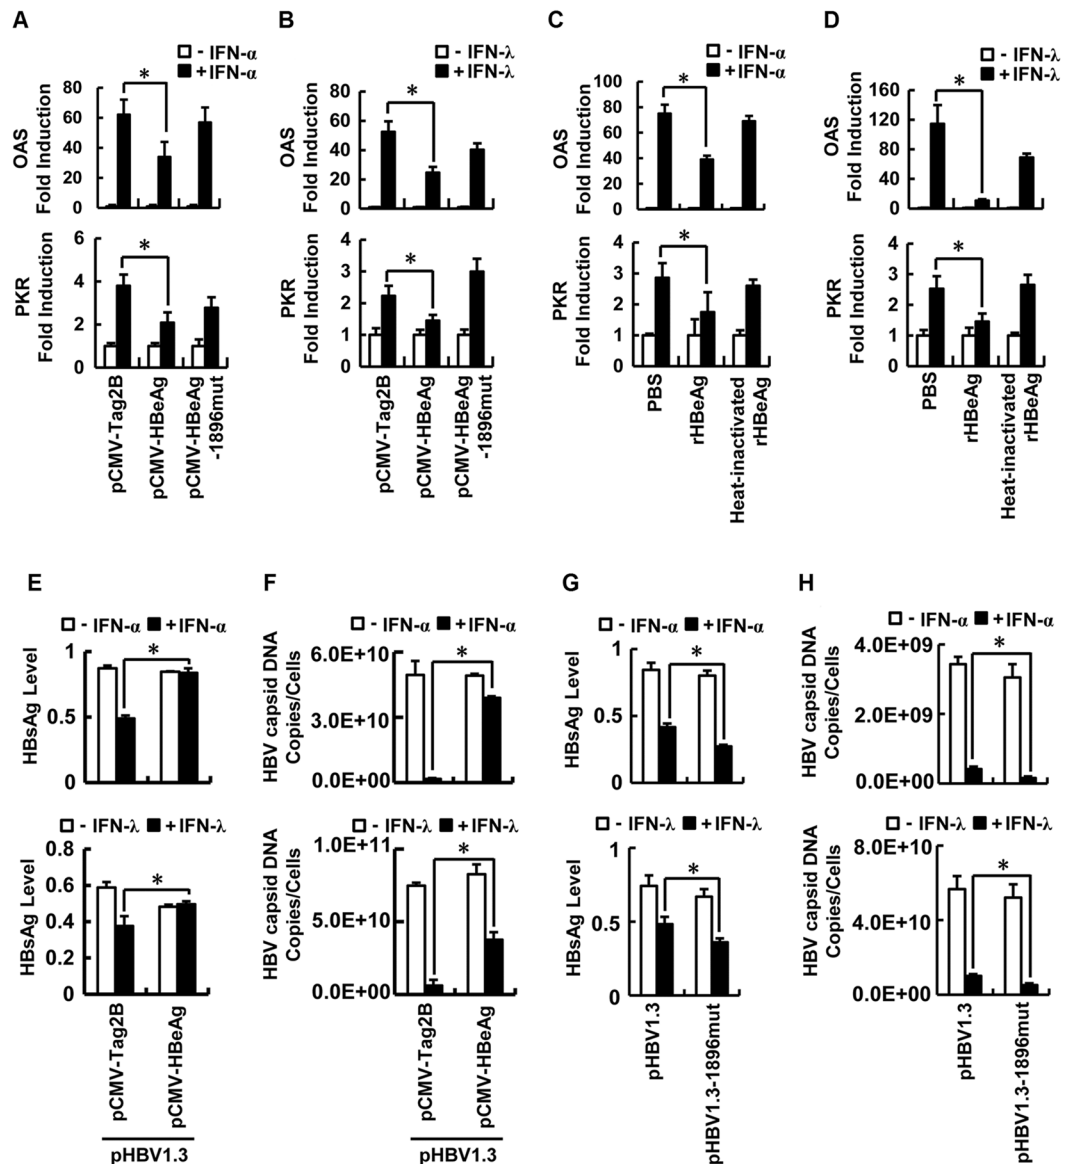 A
- IFN-α
+ IFN-α
OAS
Fold Induction
80
60
40
20
0
*
PKR
Fold Induction
6
4
2
0
*
pCMV-Tag2B
pCMV-HBeAg
pCMV-HBeAg
-1896mut
B
- IFN-λ
+ IFN-λ
OAS
Fold Induction
80
60
40
20
0
*
PKR
Fold Induction
4
3
2
1
0
*
pCMV-Tag2B
pCMV-HBeAg
pCMV-HBeAg
-1896mut
C
- IFN-α
+ IFN-α
OAS
Fold Induction
100
80
60
40
20
0
*
PKR
Fold Induction
4
3
2
1
0
*
PBS
rHBeAg
Heat-inactivated
rHBeAg
D
- IFN-λ
+ IFN-λ
OAS
Fold Induction
160
120
80
40
0
*
PKR
Fold Induction
4
3
2
1
0
*
PBS
rHBeAg
Heat-inactivated
rHBeAg
E
- IFN-α + IFN-α
HBsAg Level
1
0.5
0
*
- IFN-λ + IFN-λ
HBsAg Level
0.8
0.6
0.4
0.2
0
*
pCMV-Tag2B
pCMV-HBeAg
pHBV1.3
F
- IFN-α + IFN-α
HBV capsid DNA
Copies/Cells
6.0E+10
3.0E+10
0.0E+00
*
- IFN-λ + IFN-λ
HBV capsid DNA
Copies/Cells
1.0E+11
5.0E+10
0.0E+00
*
pCMV-Tag2B
pCMV-HBeAg
pHBV1.3
G
- IFN-α + IFN-α
HBsAg Level
1
0.5
0
*
- IFN-λ + IFN-λ
HBsAg Level
1
0.5
0
*
pHBV1.3
pHBV1.3-1896mut
H
- IFN-α + IFN-α
HBV capsid DNA
Copies/Cells
4.0E+09
2.0E+09
0.0E+00
*
- IFN-λ + IFN-λ
HBV capsid DNA
Copies/Cells
8.0E+10
4.0E+10
0.0E+00
*
pHBV1.3
pHBV1.3-1896mut